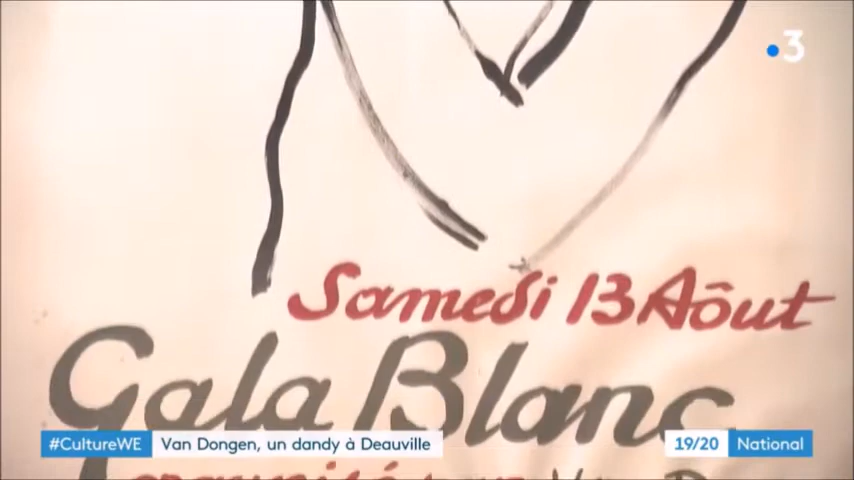 3
Samedi 13 Août
Gala Blanc
#CultureWE Van Dongen, un dandy à Deauville 19/20 National